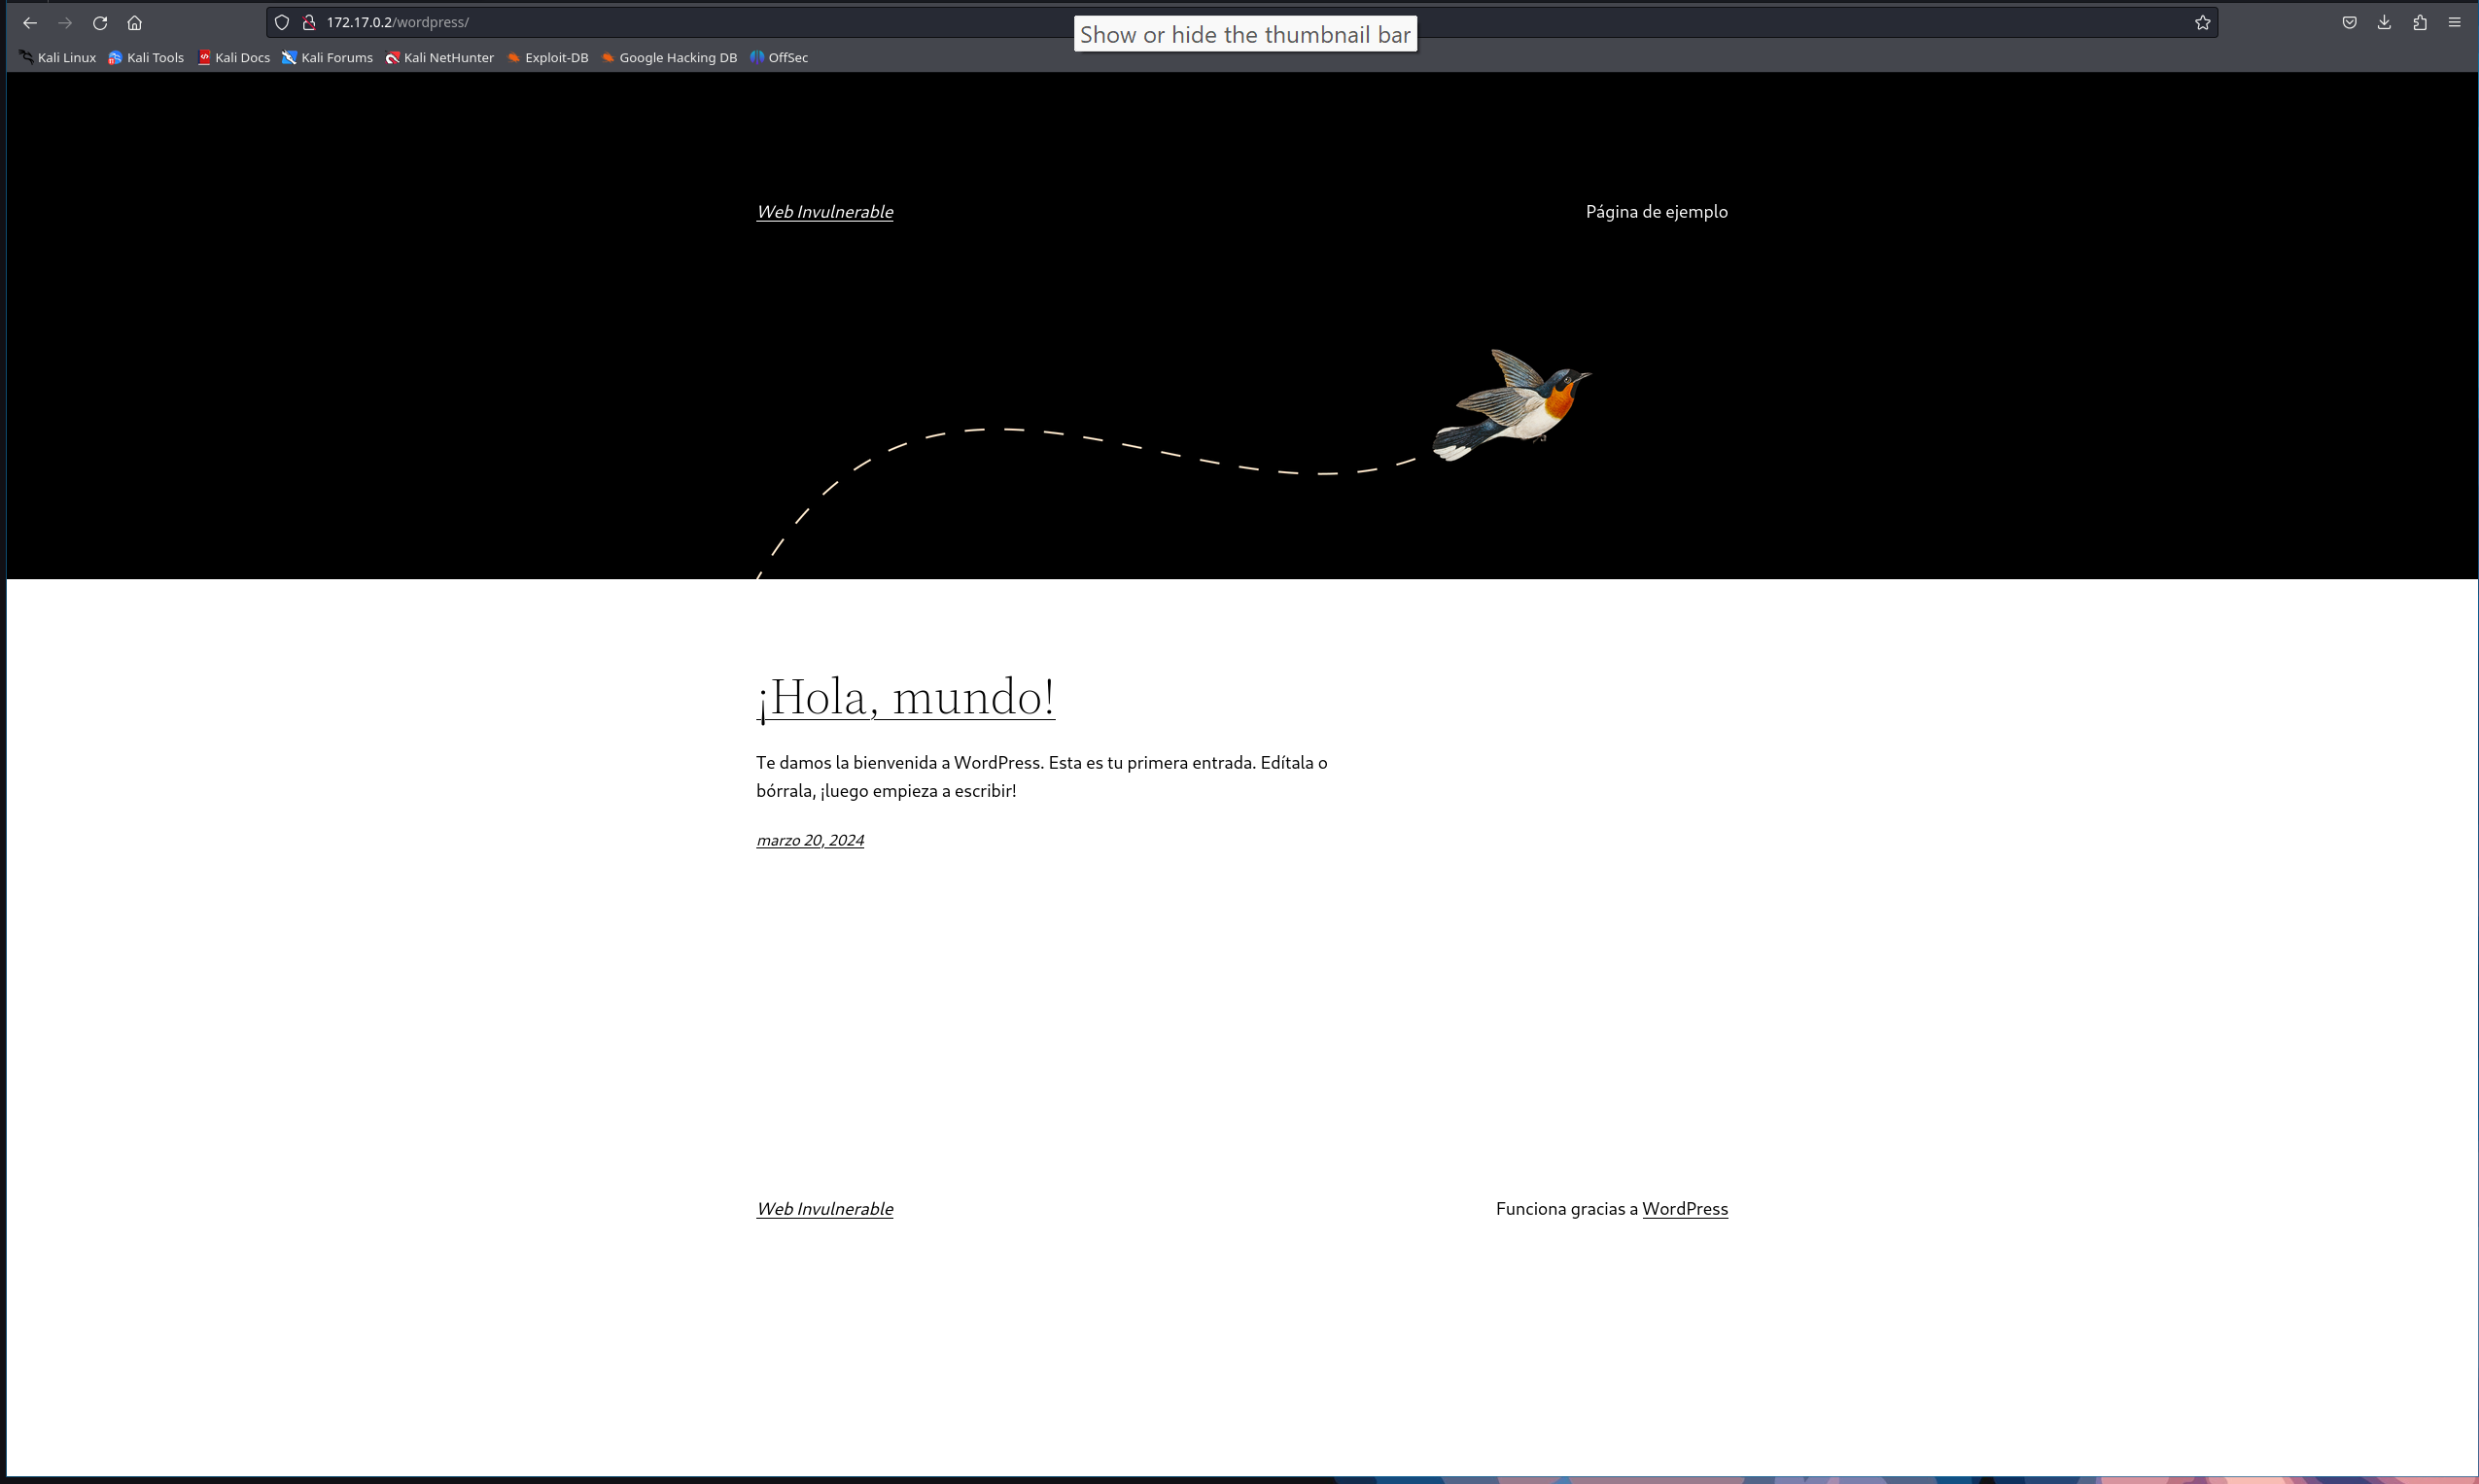 172.17.0.2/wordpress/
Show or hide the thumbnail bar
Kali Linux Kali Tools Kali Docs Kali Forums Kali NetHunter Exploit-DB Google Hacking DB OffSec
Web Invulnerable Página de ejemplo
¡Hola, mundo!
Te damos la bienvenida a WordPress. Esta es tu primera entrada. Edítala o
bórrala, ¡luego empieza a escribir!
marzo 20, 2024
Web Invulnerable Funciona gracias a WordPress